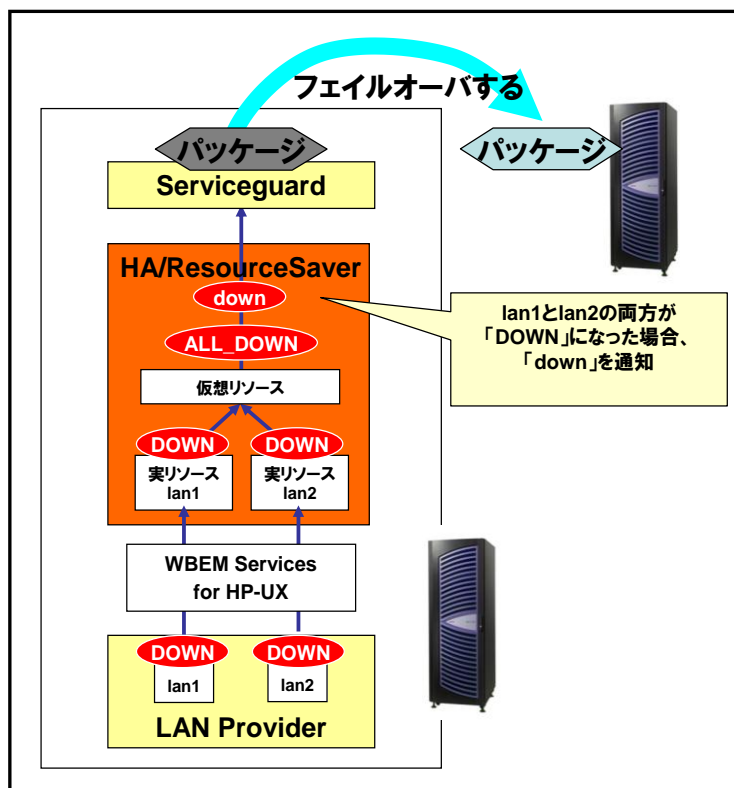 フェイルオーバする
パッケージ
パッケージ
Serviceguard
HA/ResourceSaver
down
lan1とlan2の両方が
「DOWN」になった場合、
「down」を通知
ALL_DOWN
仮想リソース
DOWN
DOWN
実リソース
lan1
実リソース
lan2
WBEM Services
for HP-UX
DOWN
DOWN
lan1
lan2
LAN Provider